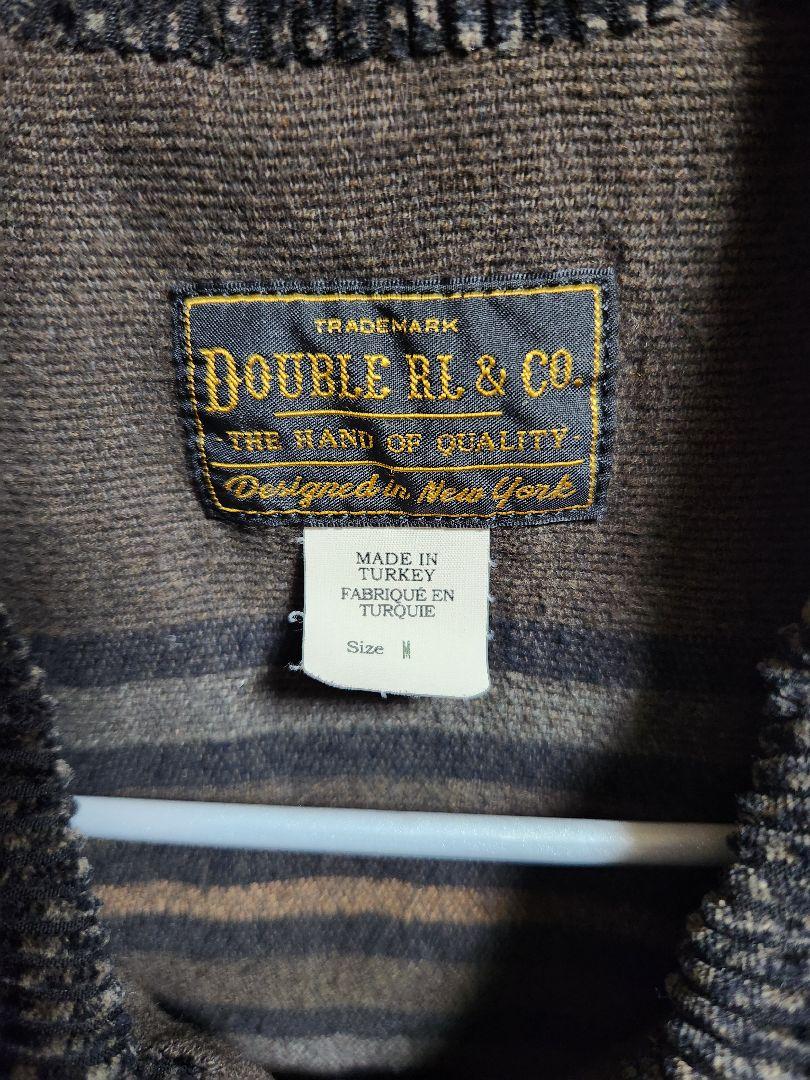 TRADEMARK
DOUBLE RL & CO.
- THE HAND OF QUALITY -
Designed in New York
MADE IN
TURKEY
FABRIQUÉ EN
TURQUIE
Size M